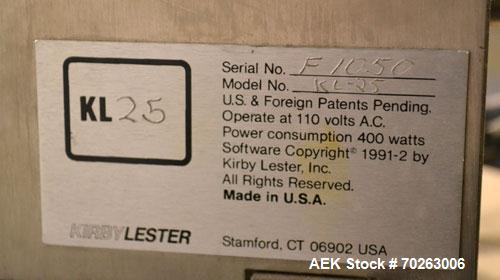 KL 25
Serial No. F 1050
Model No. KL-25
U.S. & Foreign Patents Pending.
Operate at 110 volts A.C.
Power consumption 400 watts
Software Copyright© 1991-2 by
Kirby Lester, Inc.
All Rights Reserved.
Made in U.S.A.
KIRBYLESTER
Stamford, CT 06902 USA
AEK Stock #70263006